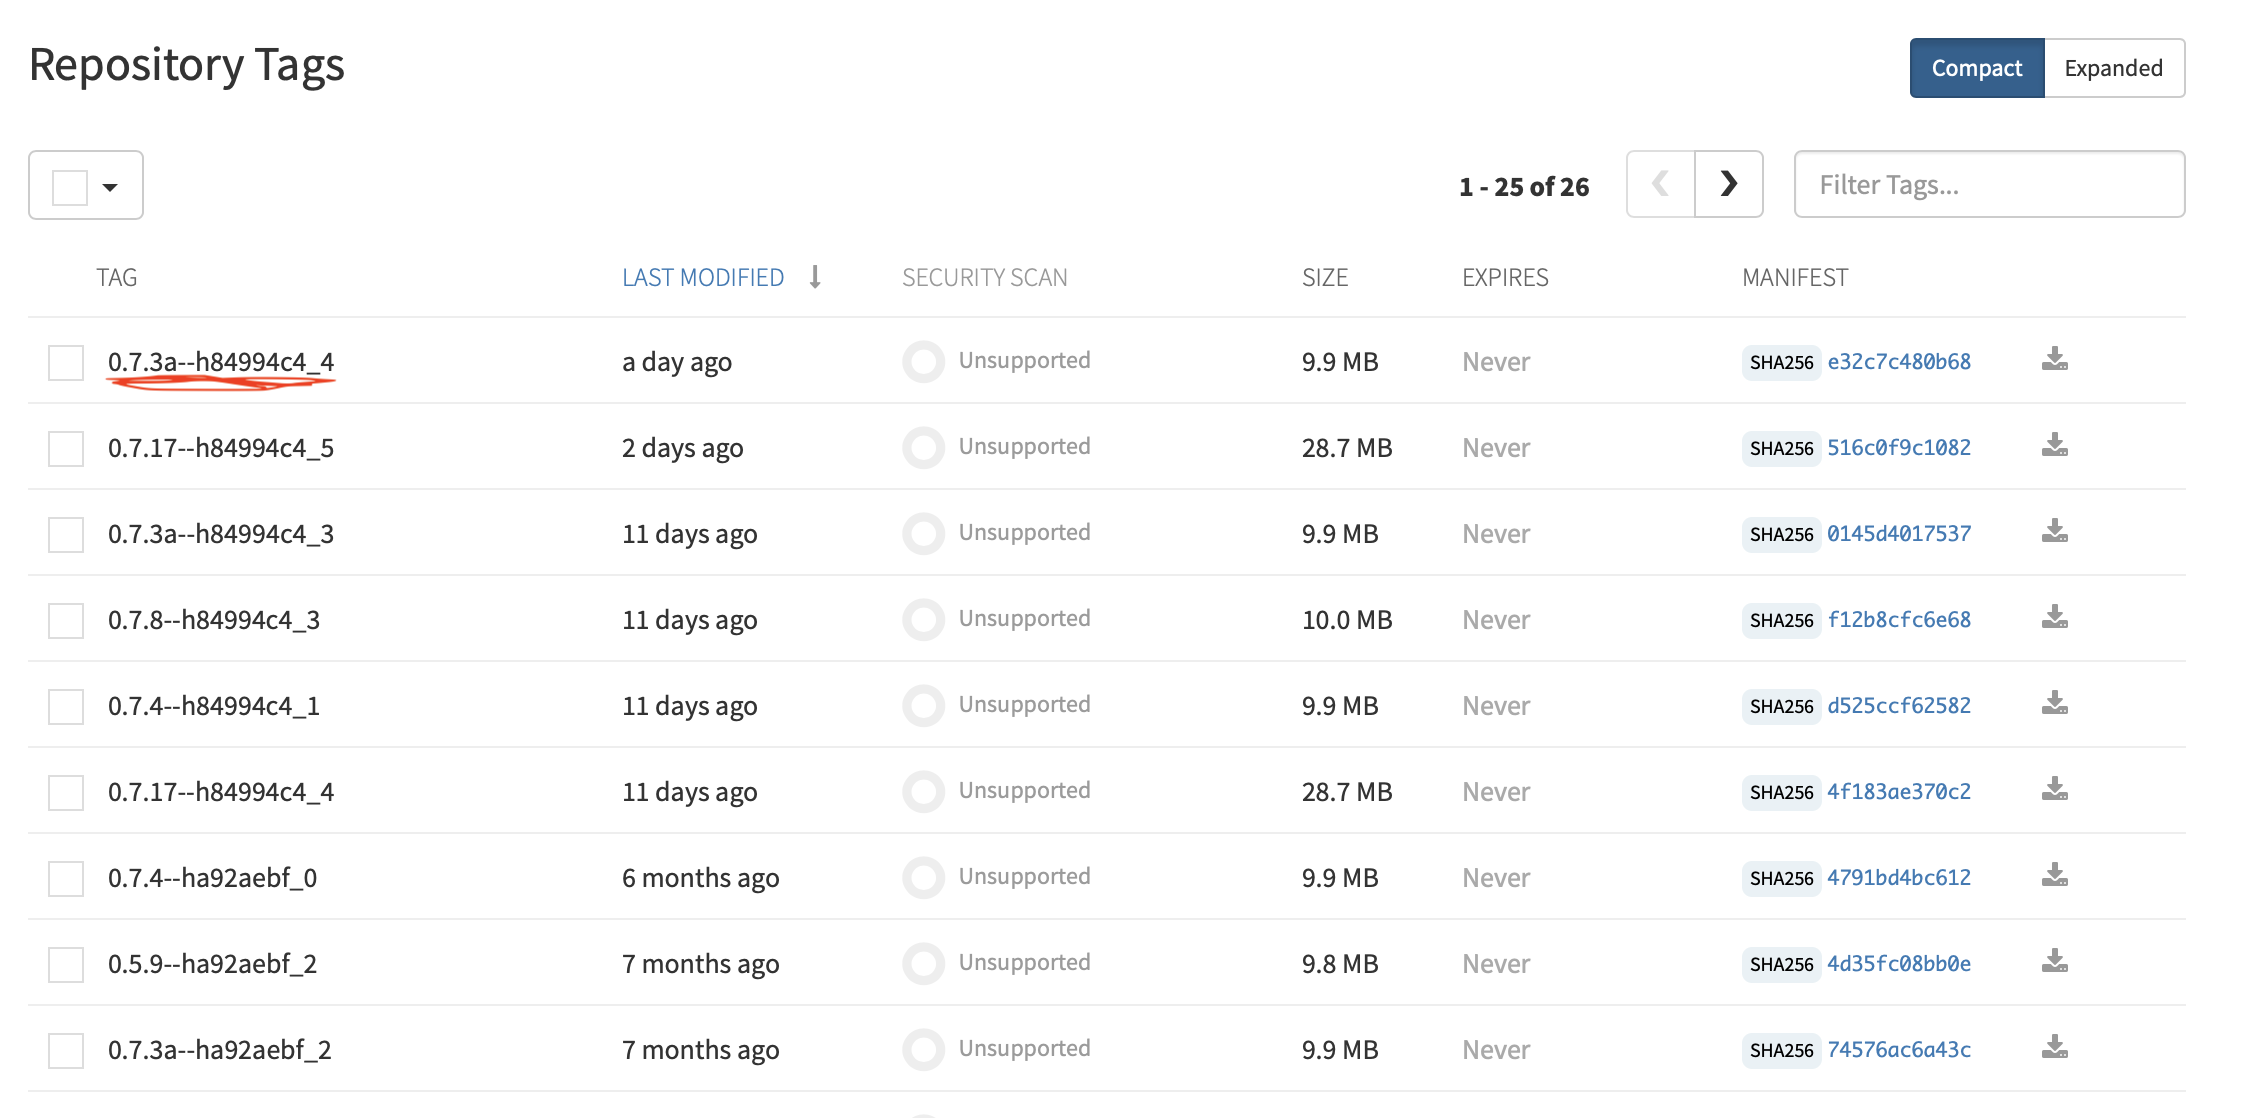 Repository Tags
Compact Expanded
1 - 25 of 26 Filter Tags...
TAG LAST MODIFIED SECURITY SCAN SIZE EXPIRES MANIFEST
0.7.3a--h84994c4_4 a day ago Unsupported 9.9 MB Never SHA256 e32c7c480b68
0.7.17--h84994c4_5 2 days ago Unsupported 28.7 MB Never SHA256 516c0f9c1082
0.7.3a--h84994c4_3 11 days ago Unsupported 9.9 MB Never SHA256 0145d4017537
0.7.8--h84994c4_3 11 days ago Unsupported 10.0 MB Never SHA256 f12b8cfc6e68
0.7.4--h84994c4_1 11 days ago Unsupported 9.9 MB Never SHA256 d525ccf62582
0.7.17--h84994c4_4 11 days ago Unsupported 28.7 MB Never SHA256 4f183ae370c2
0.7.4--ha92aebf_0 6 months ago Unsupported 9.9 MB Never SHA256 4791bd4bc612
0.5.9--ha92aebf_2 7 months ago Unsupported 9.8 MB Never SHA256 4d35fc08bb0e
0.7.3a--ha92aebf_2 7 months ago Unsupported 9.9 MB Never SHA256 74576ac6a43c